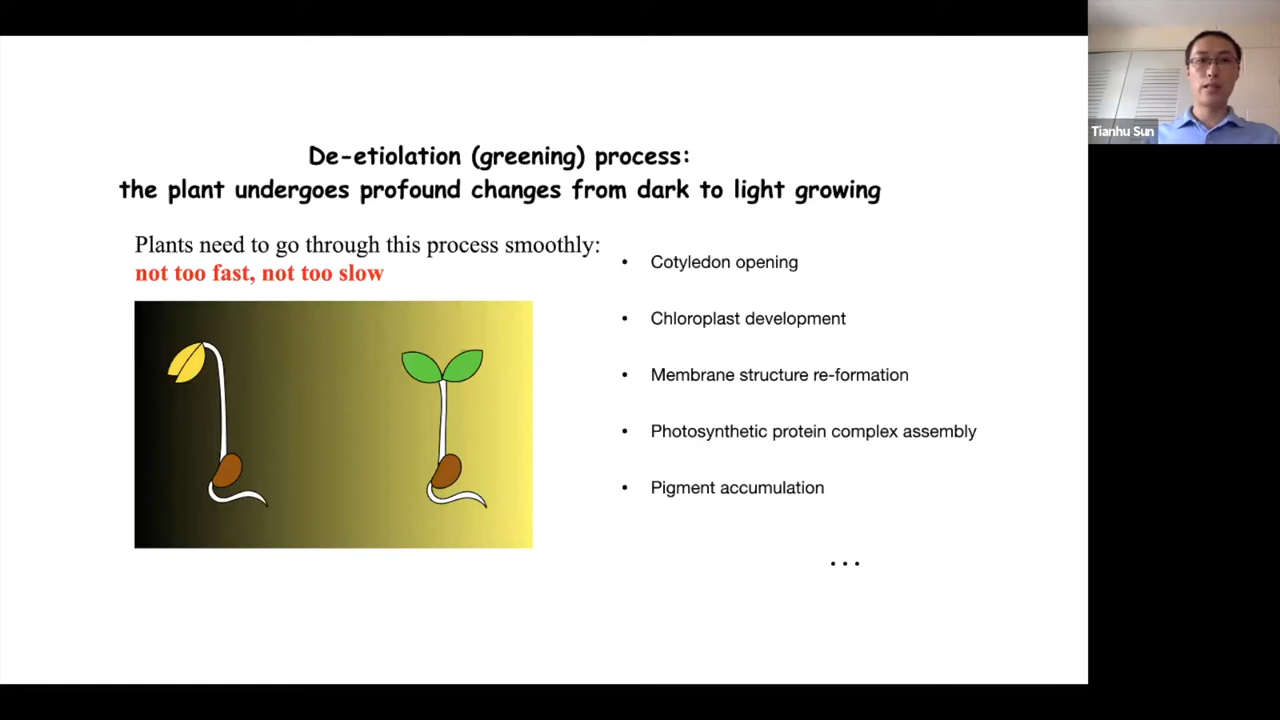 De-etiolation (greening) process:
the plant undergoes profound changes from dark to light growing
Plants need to go through this process smoothly:
not too fast, not too slow
• Cotyledon opening
• Chloroplast development
• Membrane structure re-formation
• Photosynthetic protein complex assembly
• Pigment accumulation
...
Tianhu Sun